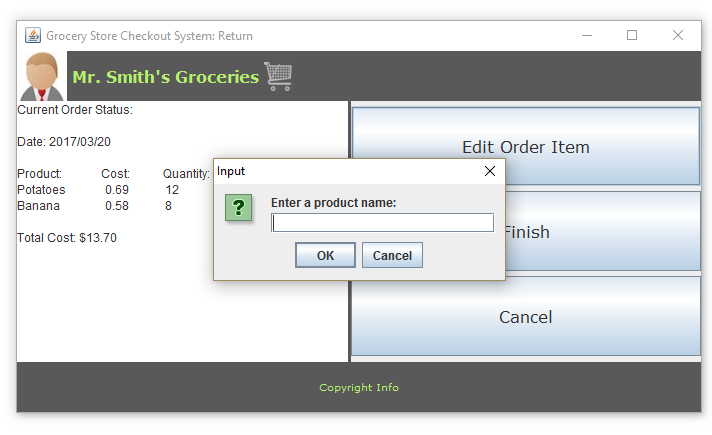 Grocery Store Checkout System: Return
Mr. Smith's Groceries
Current Order Status:
Date: 2017/03/20
Product: Cost: Quantity:
Potatoes 0.69 12
Banana 0.58 8
Total Cost: $13.70
Edit Order Item
Finish
Cancel
Input
?
Enter a product name:
OK Cancel
Copyright Info